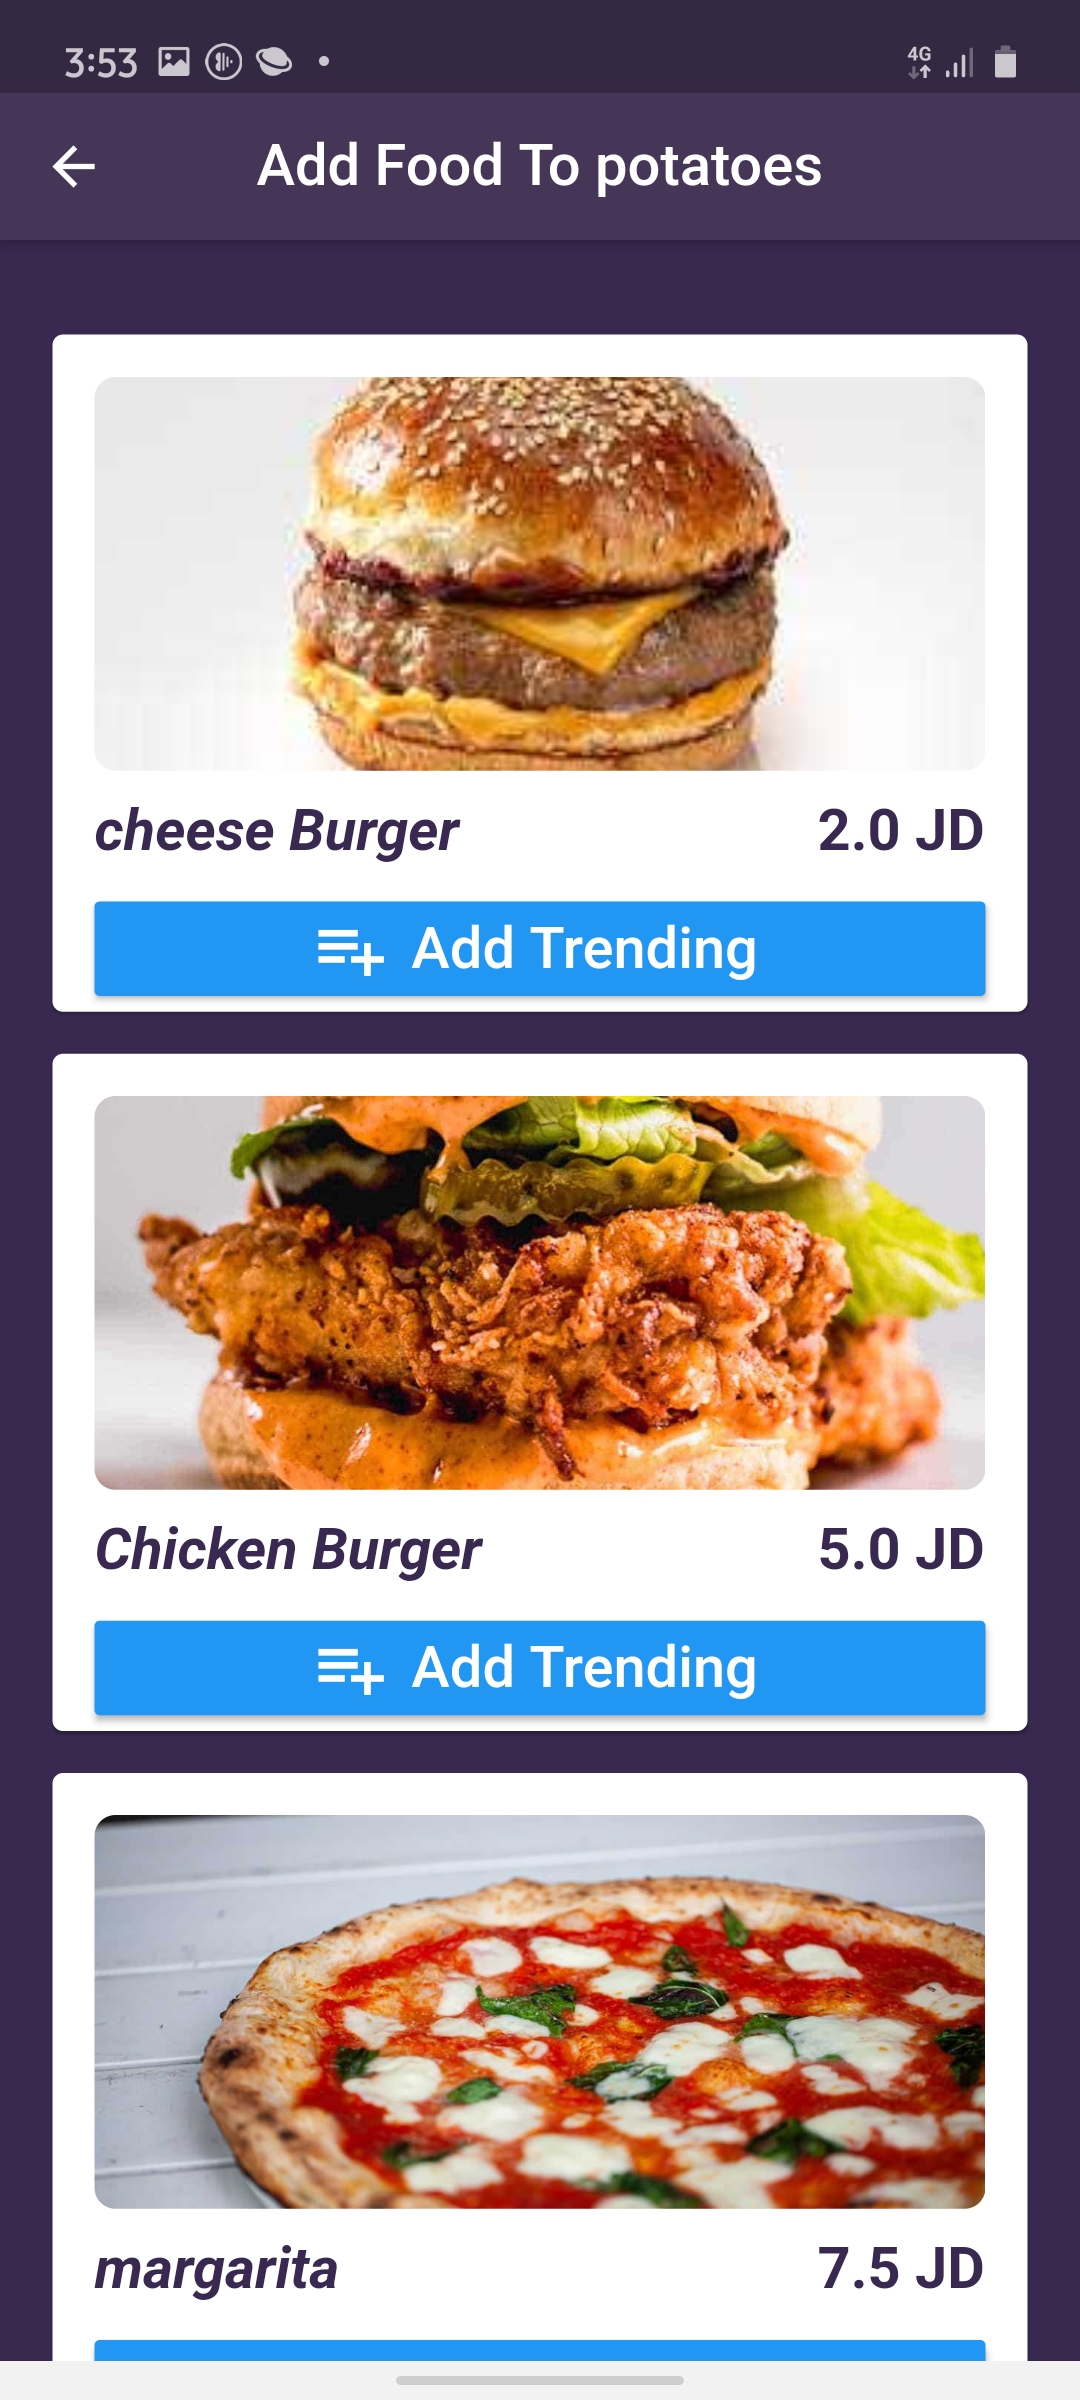 3:53
4G
Add Food To potatoes
cheese Burger 2.0 JD
Add Trending
Chicken Burger 5.0 JD
Add Trending
margarita 7.5 JD